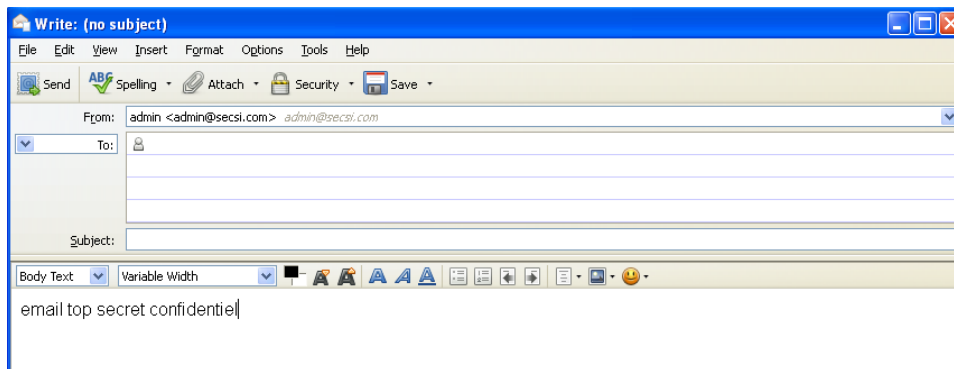 Write: (no subject)
File Edit View Insert Format Options Tools Help
Send ABG Spelling Attach Security Save
From: admin <admin@secsi.com> admin@secsi.com
To:
Subject:
Body Text Variable Width
email top secret confidentiel